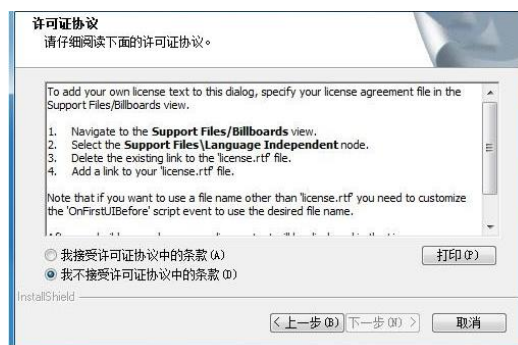 许可证协议
请仔细阅读下面的许可证协议。
To add your own license text to this dialog, specify your license agreement file in the
Support Files/Billboards view.
1. Navigate to the Support Files/Billboards view.
2. Select the Support Files\Language Independent node.
3. Delete the existing link to the 'license.rtf' file.
4. Add a link to your 'license.rtf' file.
Note that if you want to use a file name other than 'license.rtf' you need to customize
the 'OnFirstUIBefore' script event to use the desired file name.
我接受许可证协议中的条款(A)
打印(P)
我不接受许可证协议中的条款(D)
InstallShield
< 上一步(B)
下一步(N) >
取消